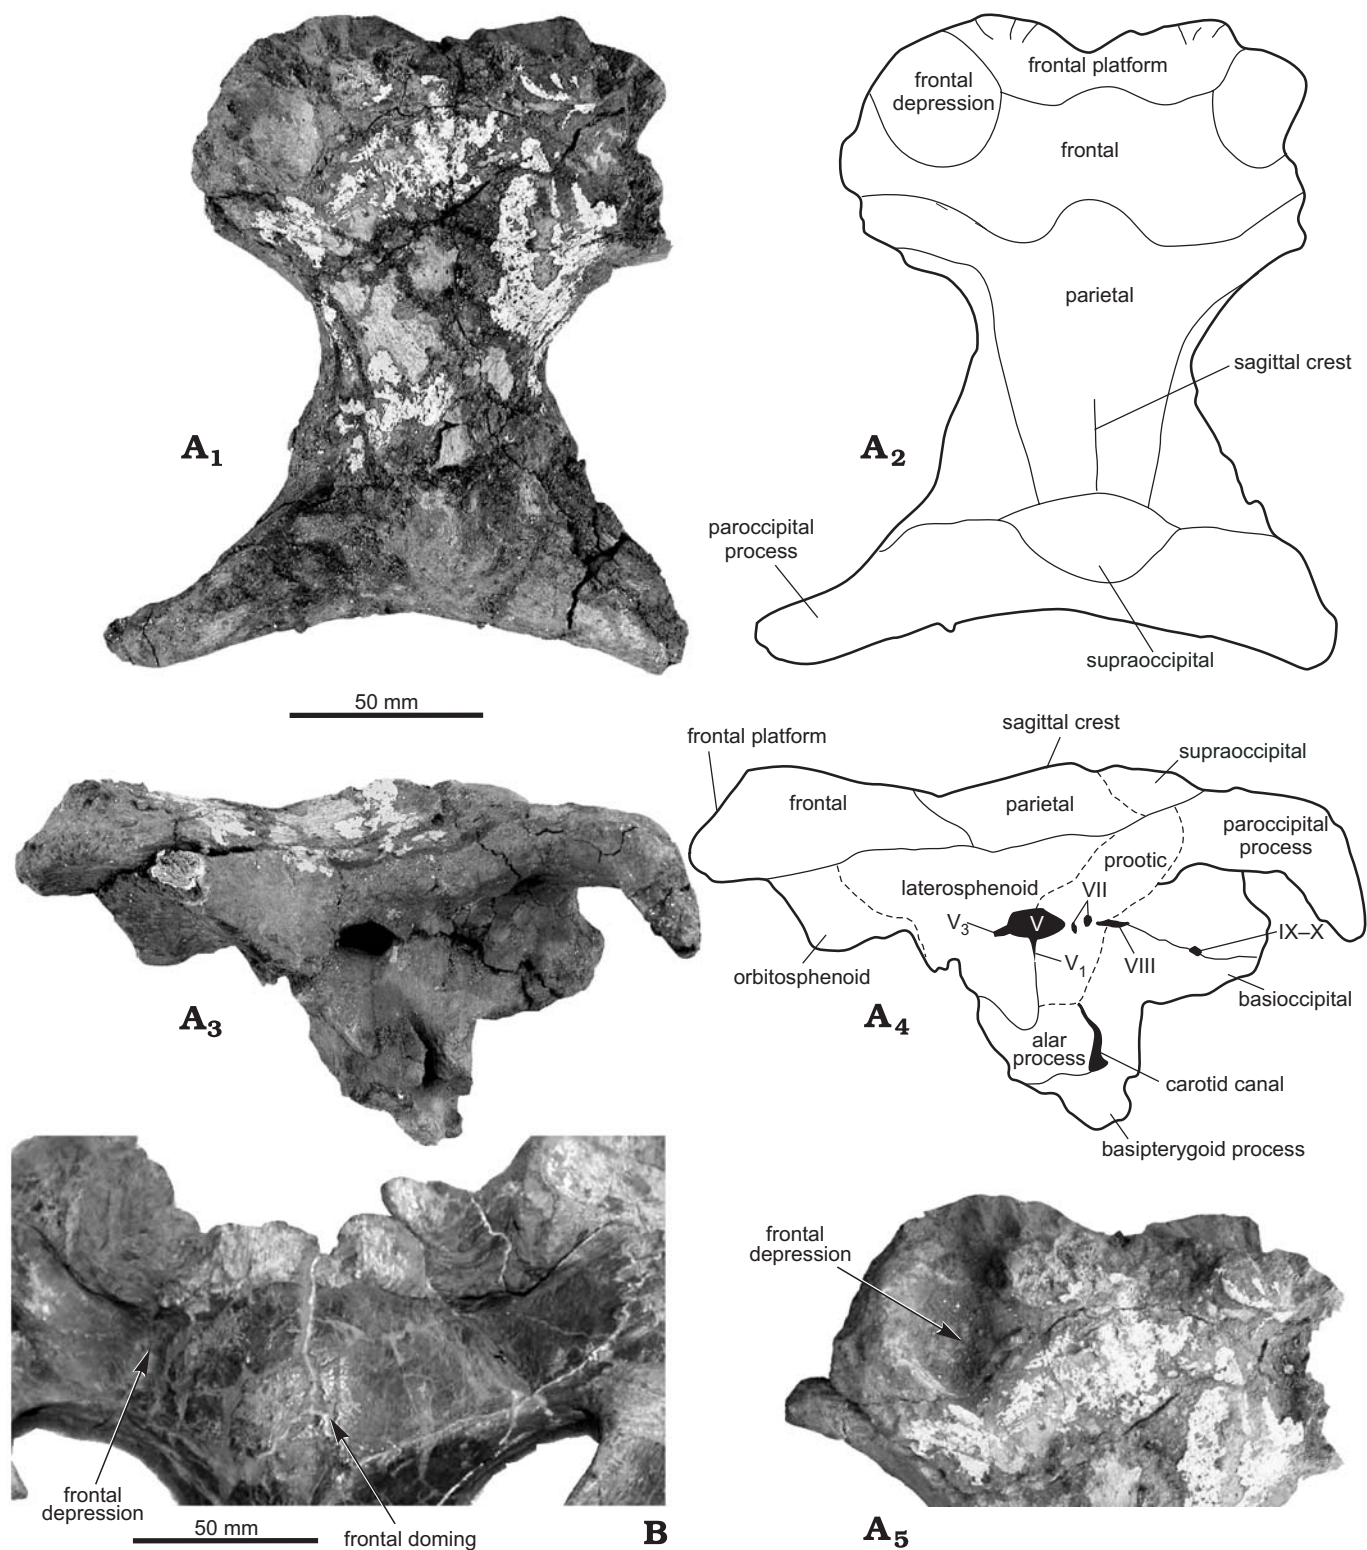 frontal platform
frontal
depression
frontal
parietal
sagittal crest
A1
A2
paroccipital
process
supraoccipital
50 mm
sagittal crest
frontal platform
supraoccipital
frontal
parietal
paroccipital
process
prootic
laterosphenoid
VII
V3
V
IX–X
V1
VIII
orbitosphenoid
basioccipital
A3
A4
alar
process
carotid canal
basipterygoid process
frontal
depression
frontal
depression
50 mm
frontal doming
B
A5